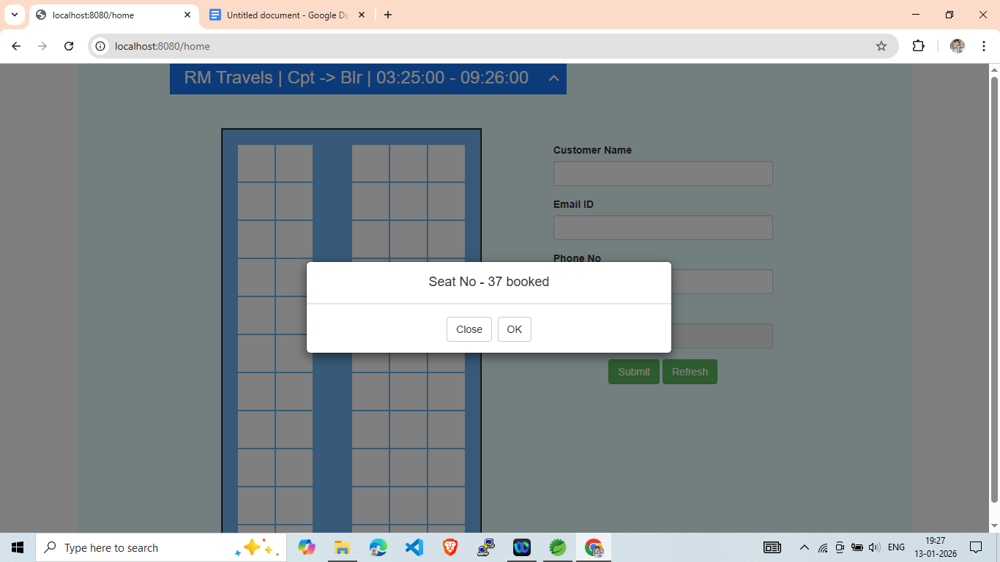 localhost:8080/home
Untitled document - Google Do
localhost:8080/home
RM Travels | Cpt -> Blr | 03:25:00 - 09:26:00
Customer Name
Email ID
Phone No
Seat No - 37 booked
Close
OK
Submit
Refresh
Type here to search
ENG
19:27
13-01-2026